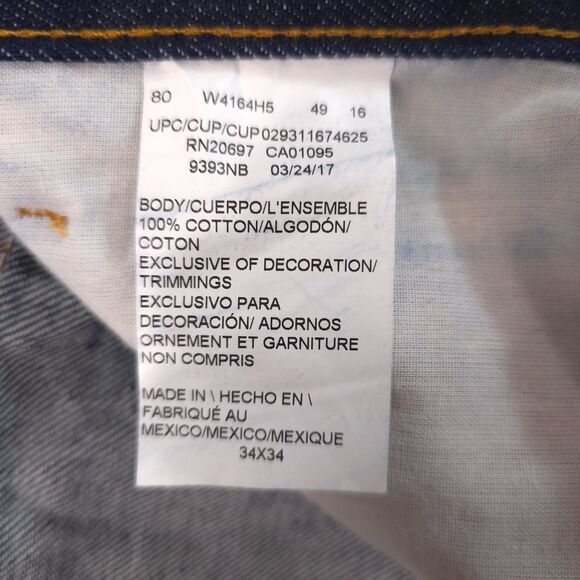 80 W4164H5 49 16
UPC/CUP/CUP029311674625
RN20697 CA01095
9393NB 03/24/17
BODY/CUERPO/L'ENSEMBLE
100% COTTON/ALGODÓN/
COTON
EXCLUSIVE OF DECORATION/
TRIMMINGS
EXCLUSIVO PARA
DECORACIÓN/ ADORNOS
ORNEMENT ET GARNITURE
NON COMPRIS
MADE IN \ HECHO EN \
FABRIQUÉ AU
MEXICO/MEXICO/MEXIQUE
34X34